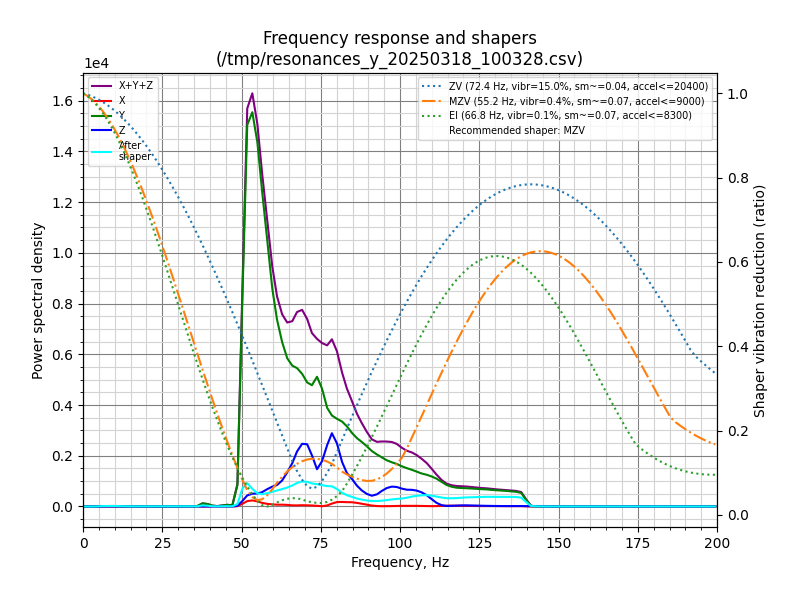 Frequency response and shapers
(/tmp/resonances_y_20250318_100328.csv)
1e4
X+Y+Z
X
Y
Z
After
shaper
ZV (72.4 Hz, vibr=15.0%, sm~=0.04, accel<=20400)
MZV (55.2 Hz, vibr=0.4%, sm~=0.07, accel<=9000)
EI (66.8 Hz, vibr=0.1%, sm~=0.07, accel<=8300)
Recommended shaper: MZV
1.6
1.4
1.2
1.0
0.8
0.6
0.4
0.2
0.0
Power spectral density
1.0
0.8
0.6
0.4
0.2
0.0
Shaper vibration reduction (ratio)
0 25 50 75 100 125 150 175 200
Frequency, Hz